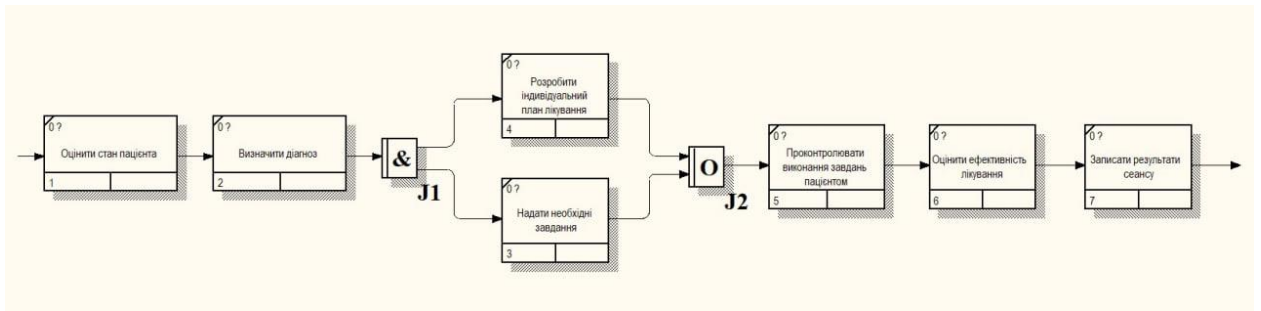 0 ?
Оцінити стан пацієнта
1
0 ?
Визначити діагноз
2
&
J1
0 ?
Розробити
індивідуальний
план лікування
4
0 ?
Надати необхідні
завдання
3
O
J2
0 ?
Проконтролювати
виконання завдань
пацієнтом
5
0 ?
Оцінити ефективність
лікування
6
0 ?
Записати результати
сеансу
7